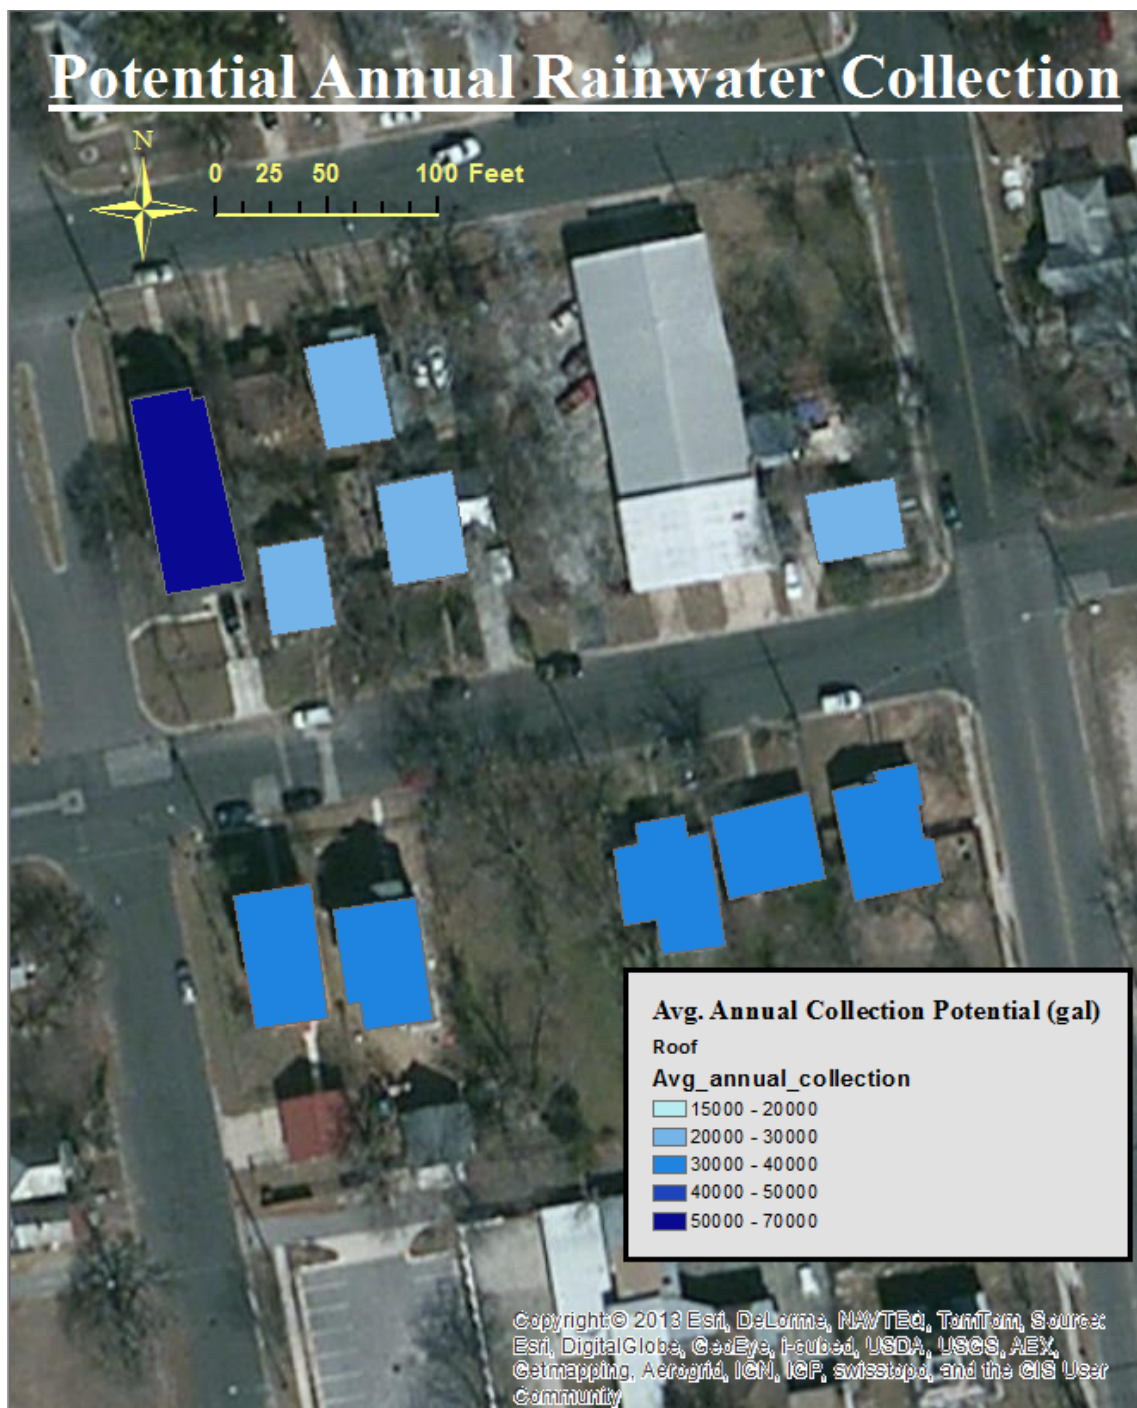 Potential Annual Rainwater Collection
N
0 25 50 100 Feet
Avg. Annual Collection Potential (gal)
Roof
Avg_annual_collection
15000 - 20000
20000 - 30000
30000 - 40000
40000 - 50000
50000 - 70000
Copyright:© 2013 Esri, DeLorme, NAVTEQ, TomTom, Source:
Esri, DigitalGlobe, GeoEye, i-cubed, USDA, USGS, AEX,
Getmapping, Aerogrid, IGN, IGP, swisstopo, and the GIS User
Community